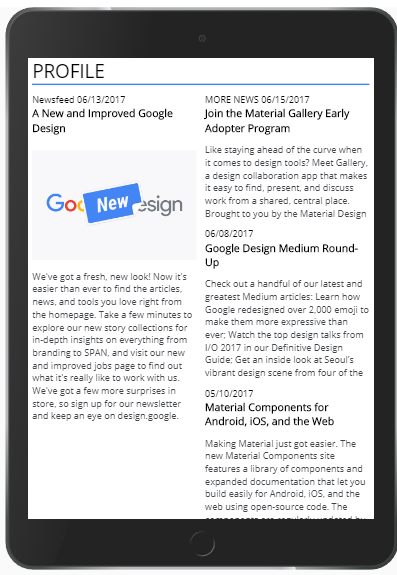 PROFILE
Newsfeed 06/13/2017
A New and Improved Google
Design
Goo New esign
We've got a fresh, new look! Now it's
easier than ever to find the articles,
news, and tools you love right from
the homepage. Take a few minutes to
explore our new story collections for
in-depth insights on everything from
branding to SPAN, and visit our new
and improved jobs page to find out
what it's really like to work with us.
We've got a few more surprises in
store, so sign up for our newsletter
and keep an eye on design.google.
MORE NEWS 06/15/2017
Join the Material Gallery Early
Adopter Program
Like staying ahead of the curve when
it comes to design tools? Meet Gallery,
a design collaboration app that makes
it easy to find, present, and discuss
work from a shared, central place.
Brought to you by the Material Design
06/08/2017
Google Design Medium Round-
Up
Check out a handful of our latest and
greatest Medium articles: Learn how
Google redesigned over 2,000 emoji to
make them more expressive than
ever; Watch the top design talks from
I/O 2017 in our Definitive Design
Guide; Get an inside look at Seoul's
vibrant design scene from four of the
05/10/2017
Material Components for
Android, iOS, and the Web
Making Material just got easier. The
new Material Components site
features a library of components and
expanded documentation that let you
build easily for Android, iOS, and the
web using open-source code. The
components are regularly updated by